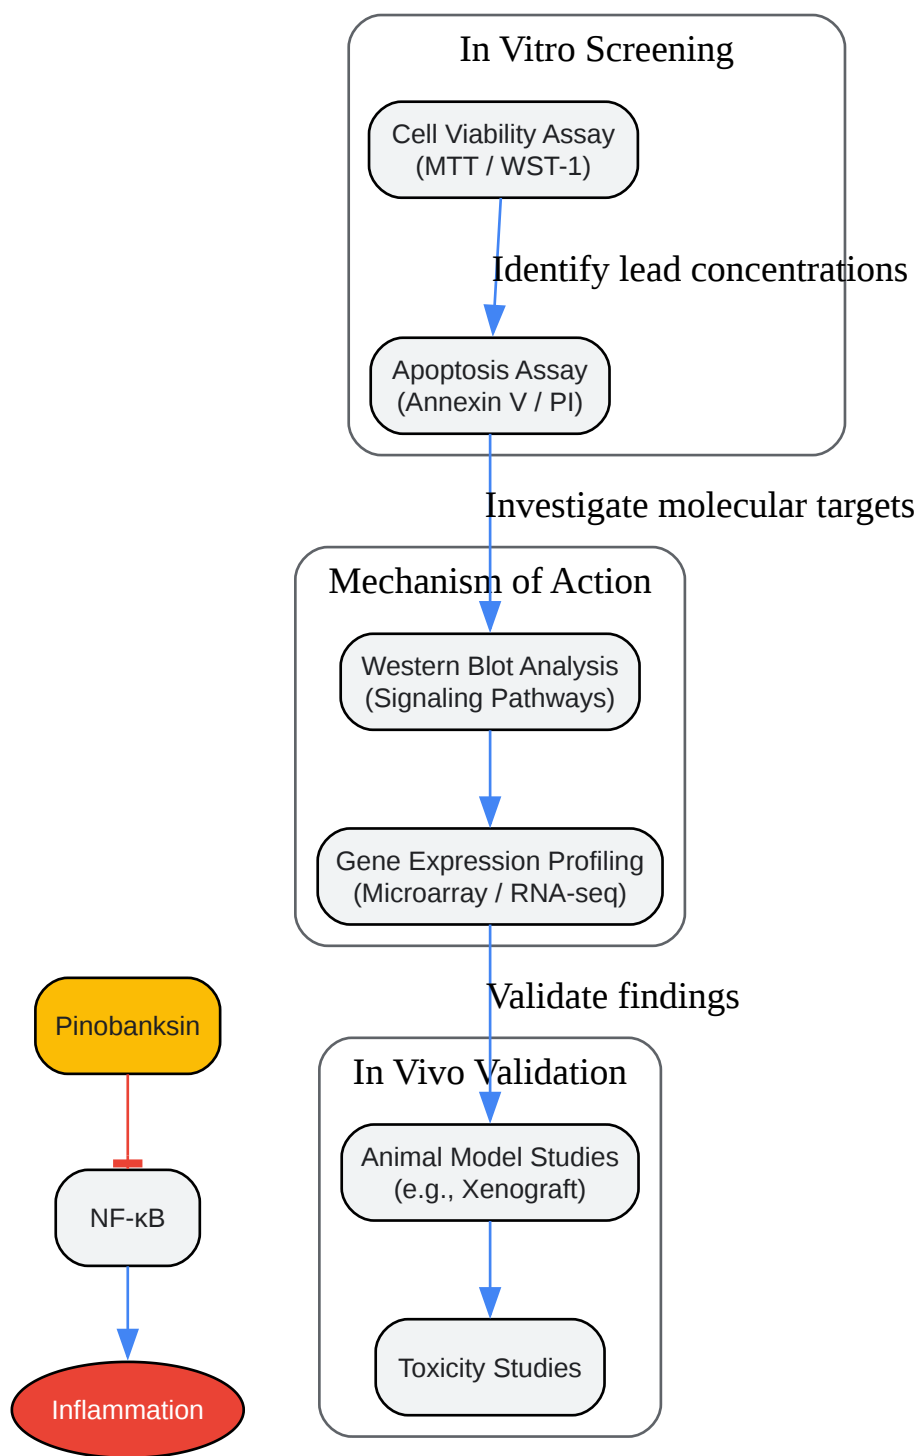 In Vitro Screening
Cell Viability Assay
(MTT / WST-1)
Identify lead concentrations
Apoptosis Assay
(Annexin V / PI)
Investigate molecular targets
Mechanism of Action
Western Blot Analysis
(Signaling Pathways)
Gene Expression Profiling
(Microarray / RNA-seq)
Validate findings
In Vivo Validation
Animal Model Studies
(e.g., Xenograft)
Toxicity Studies
Pinobanksin
NF-κB
Inflammation